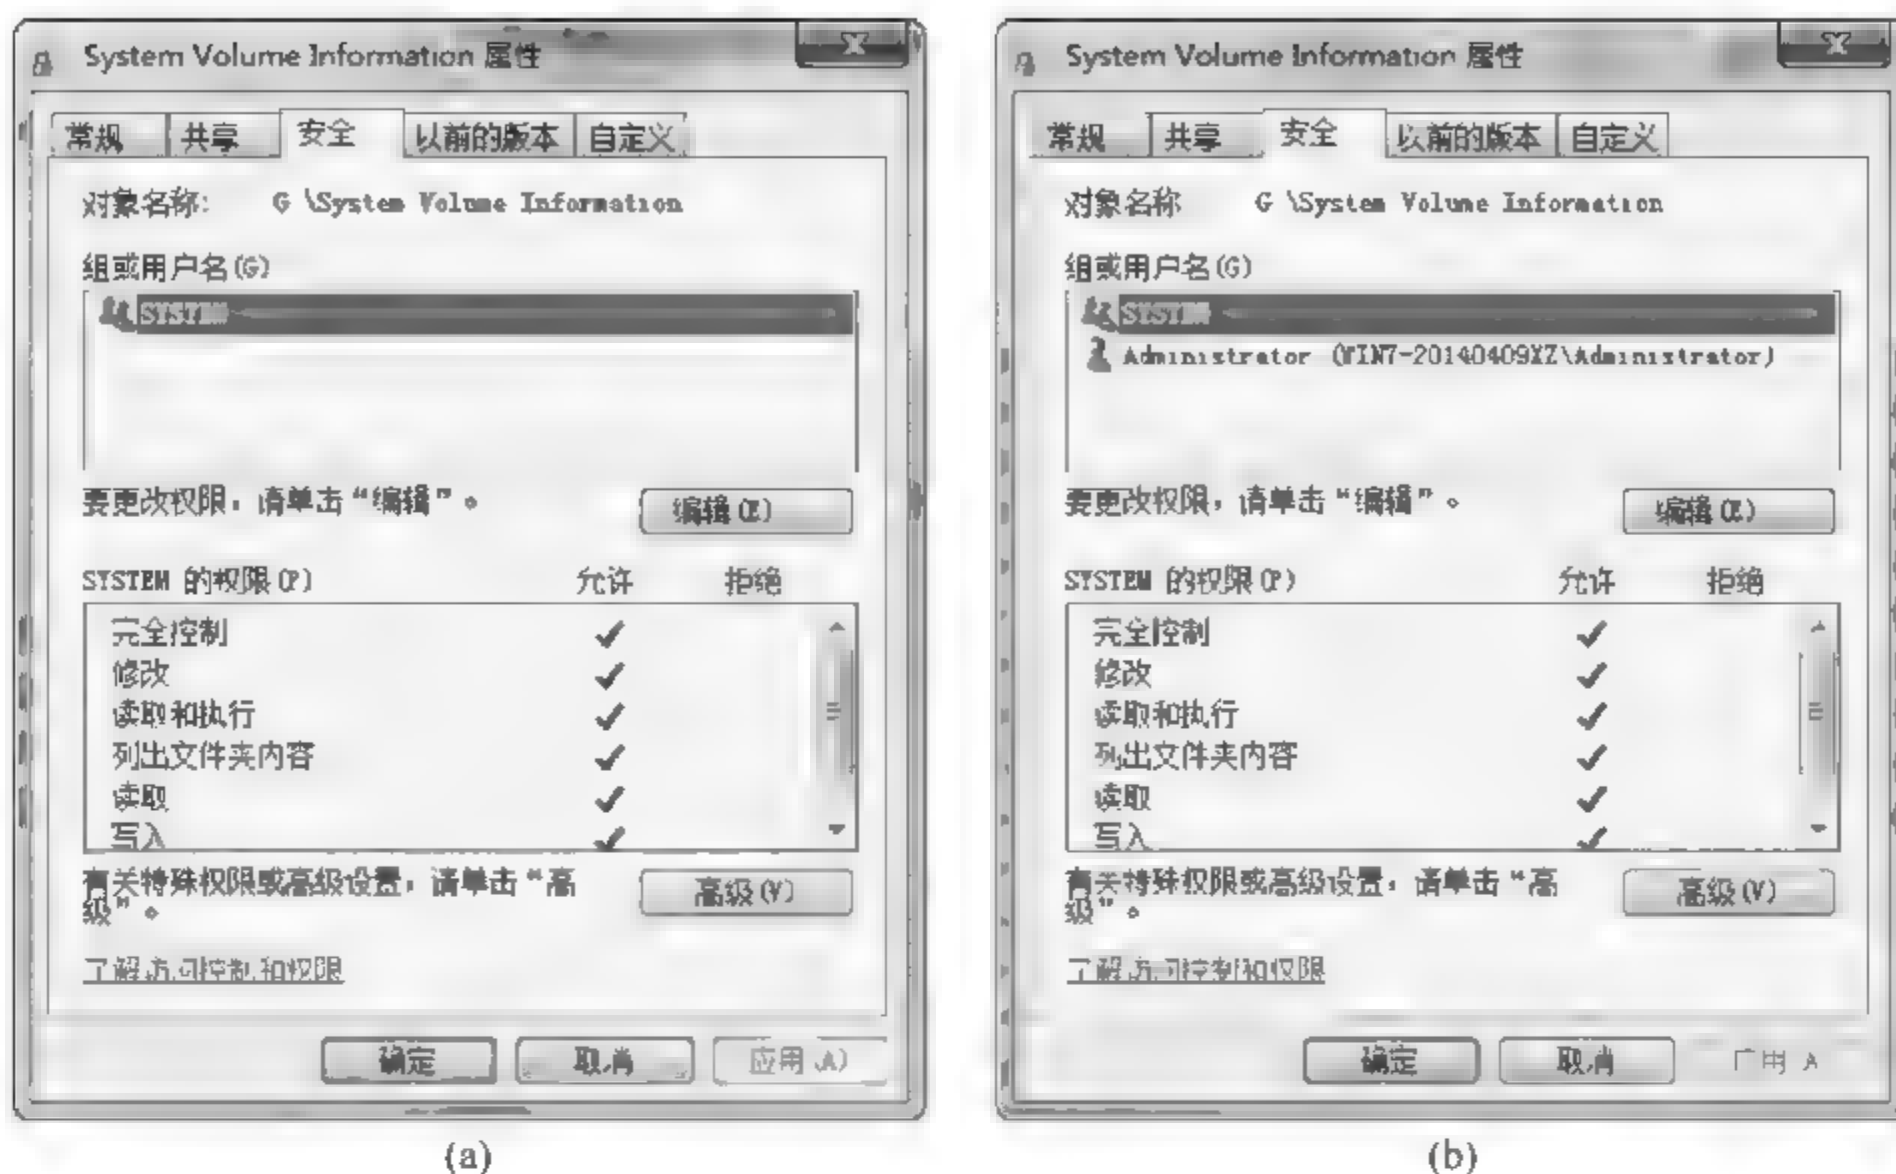 System Volume Information 属性
常规 共享 安全 以前的版本 自定义
对象名称: G \System Volume Information
组或用户名(G)
SYSTEM
要更改权限，请单击“编辑”。
编辑(E)
SYSTEM 的权限(P) 允许 拒绝
完全控制
修改
读取和执行
列出文件夹内容
读取
写入
有关特殊权限或高级设置，请单击“高
级”。
高级(V)
了解访问控制和权限
确定 取消 应用(A)
(a)
System Volume Information 属性
常规 共享 安全 以前的版本 自定义
对象名称 G \System Volume Information
组或用户名(G)
SYSTEM
Administrator (WIN7-20140409XZ\Administrator)
要更改权限，请单击“编辑”。
编辑(E)
SYSTEM 的权限(P) 允许 拒绝
完全控制
修改
读取和执行
列出文件夹内容
读取
写入
有关特殊权限或高级设置，请单击“高
级”。
高级(V)
了解访问控制和权限
确定 取消
(b)